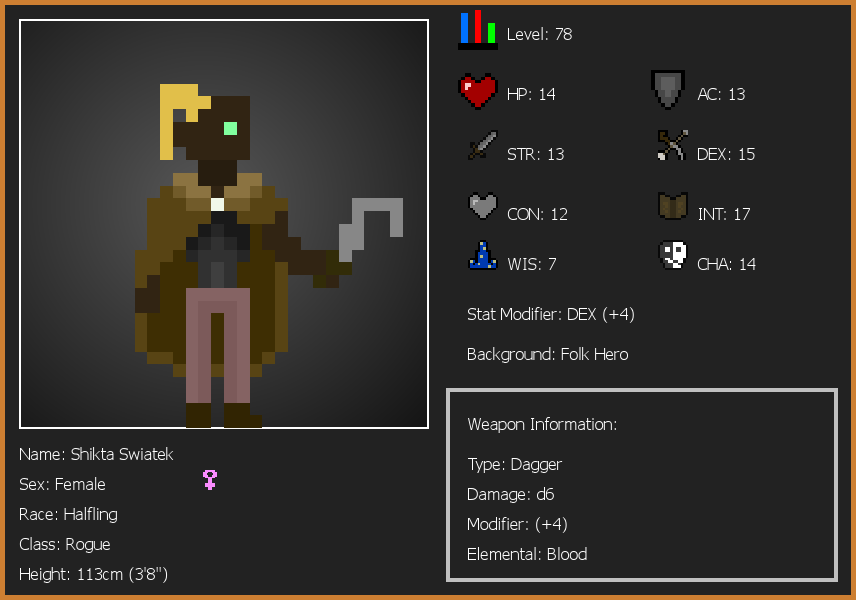 Level: 78
HP: 14
AC: 13
STR: 13
DEX: 15
CON: 12
INT: 17
WIS: 7
CHA: 14
Stat Modifier: DEX (+4)
Background: Folk Hero
Weapon Information:
Type: Dagger
Damage: d6
Modifier: (+4)
Elemental: Blood
Name: Shikta Swiatek
Sex: Female
Race: Halfling
Class: Rogue
Height: 113cm (3'8")